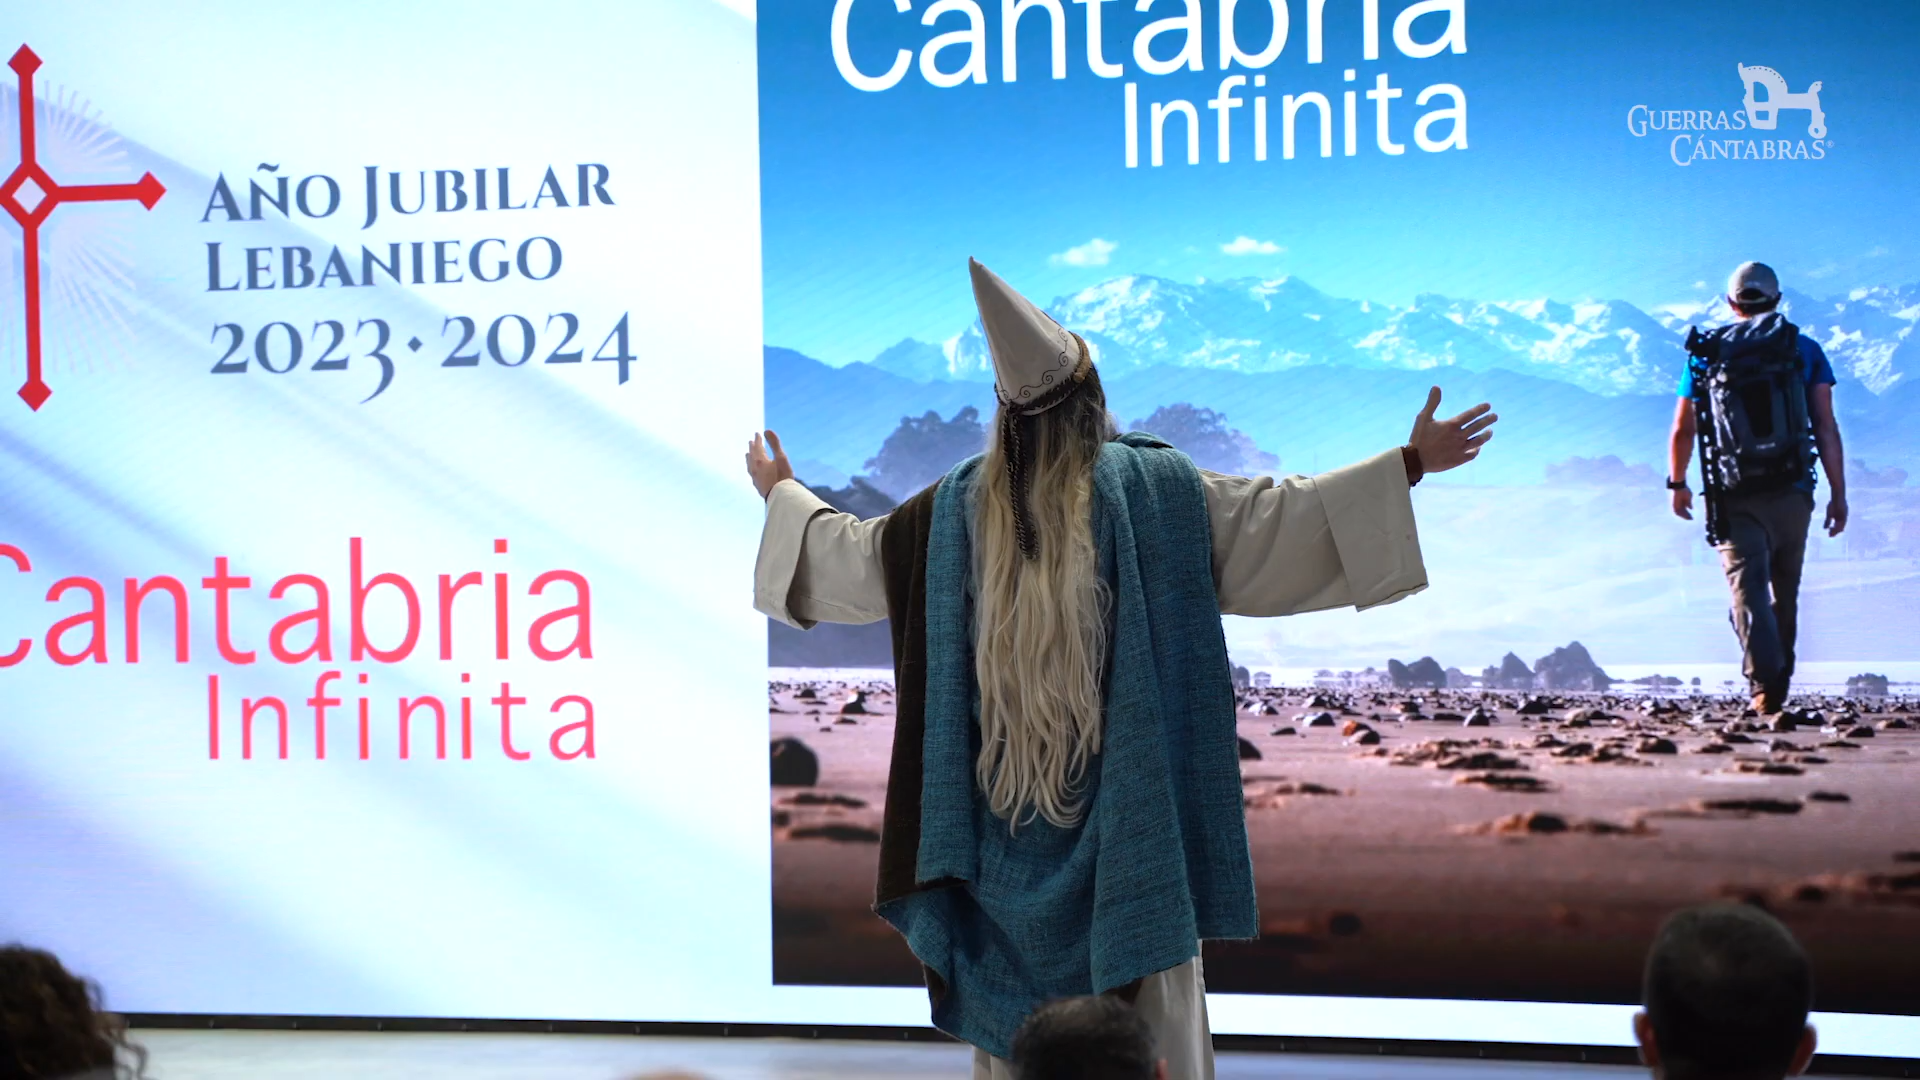 AÑO JUBILAR
LEBANIEGO
2023·2024
Cantabria
Infinita
Cantabria
Infinita
GUERRAS
CÁNTABRAS®